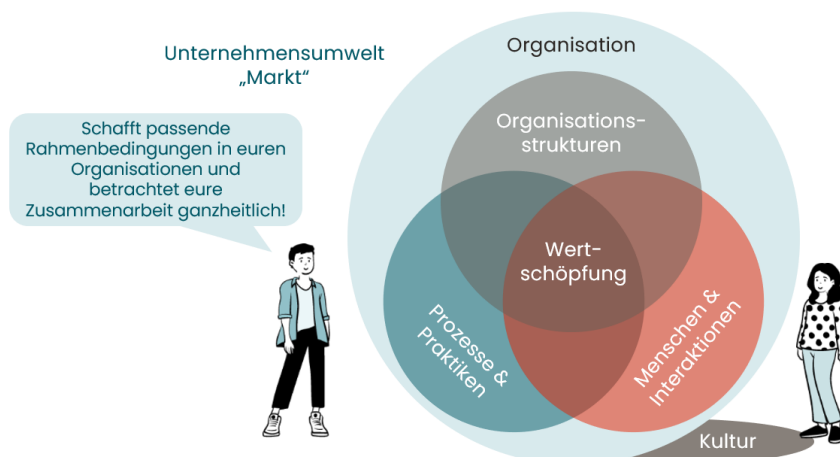 Unternehmensumwelt
„Markt“
Schafft passende
Rahmenbedingungen in euren
Organisationen und
betrachtet eure
Zusammenarbeit ganzheitlich!
Organisation
Organisations-
strukturen
Wert-
schöpfung
Prozesse &
Praktiken
Menschen &
Interaktionen
Kultur